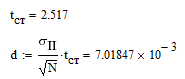 t_ст = 2.517
d := σ_П / √N · t_ст = 7.01847 × 10⁻³